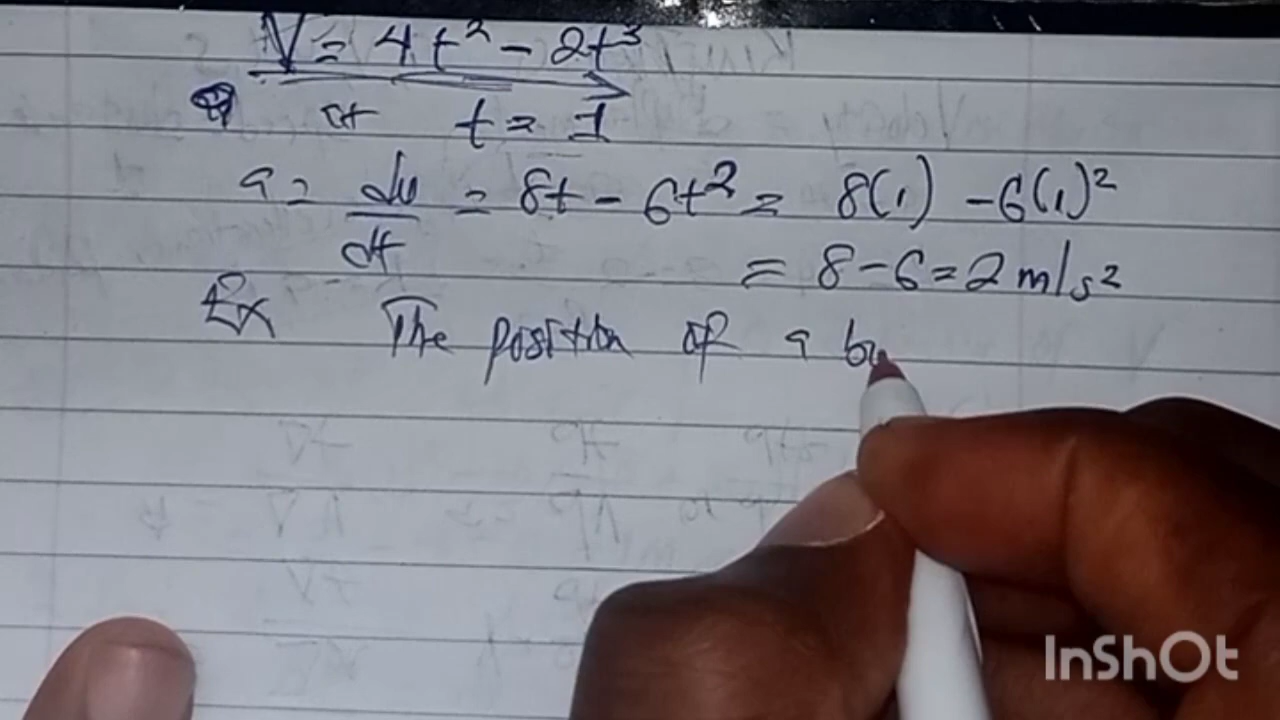 V = 4t² - 2t³
at t = 1
a = dv/dt = 8t - 6t² = 8(1) - 6(1)²
= 8 - 6 = 2 m/s²
Ex The position of a bo
InShOt